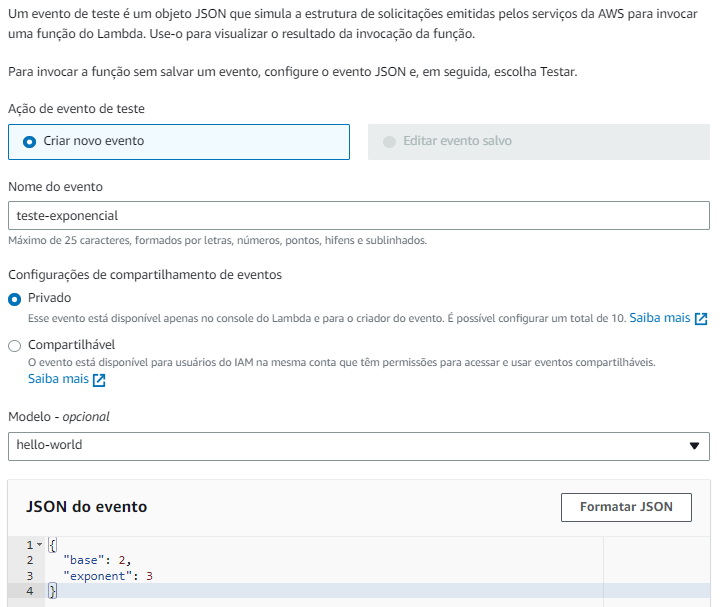 Um evento de teste é um objeto JSON que simula a estrutura de solicitações emitidas pelos serviços da AWS para invocar
uma função do Lambda. Use-o para visualizar o resultado da invocação da função.
Para invocar a função sem salvar um evento, configure o evento JSON e, em seguida, escolha Testar.
Ação de evento de teste
Criar novo evento
Editar evento salvo
Nome do evento
teste-exponencial
Máximo de 25 caracteres, formados por letras, números, pontos, hifens e sublinhados.
Configurações de compartilhamento de eventos
Privado
Esse evento está disponível apenas no console do Lambda e para o criador do evento. É possível configurar um total de 10. Saiba mais
Compartilhável
O evento está disponível para usuários do IAM na mesma conta que têm permissões para acessar e usar eventos compartilháveis.
Saiba mais
Modelo - opcional
hello-world
JSON do evento
Formatar JSON
1 {
2 "base": 2,
3 "exponent": 3
4 }